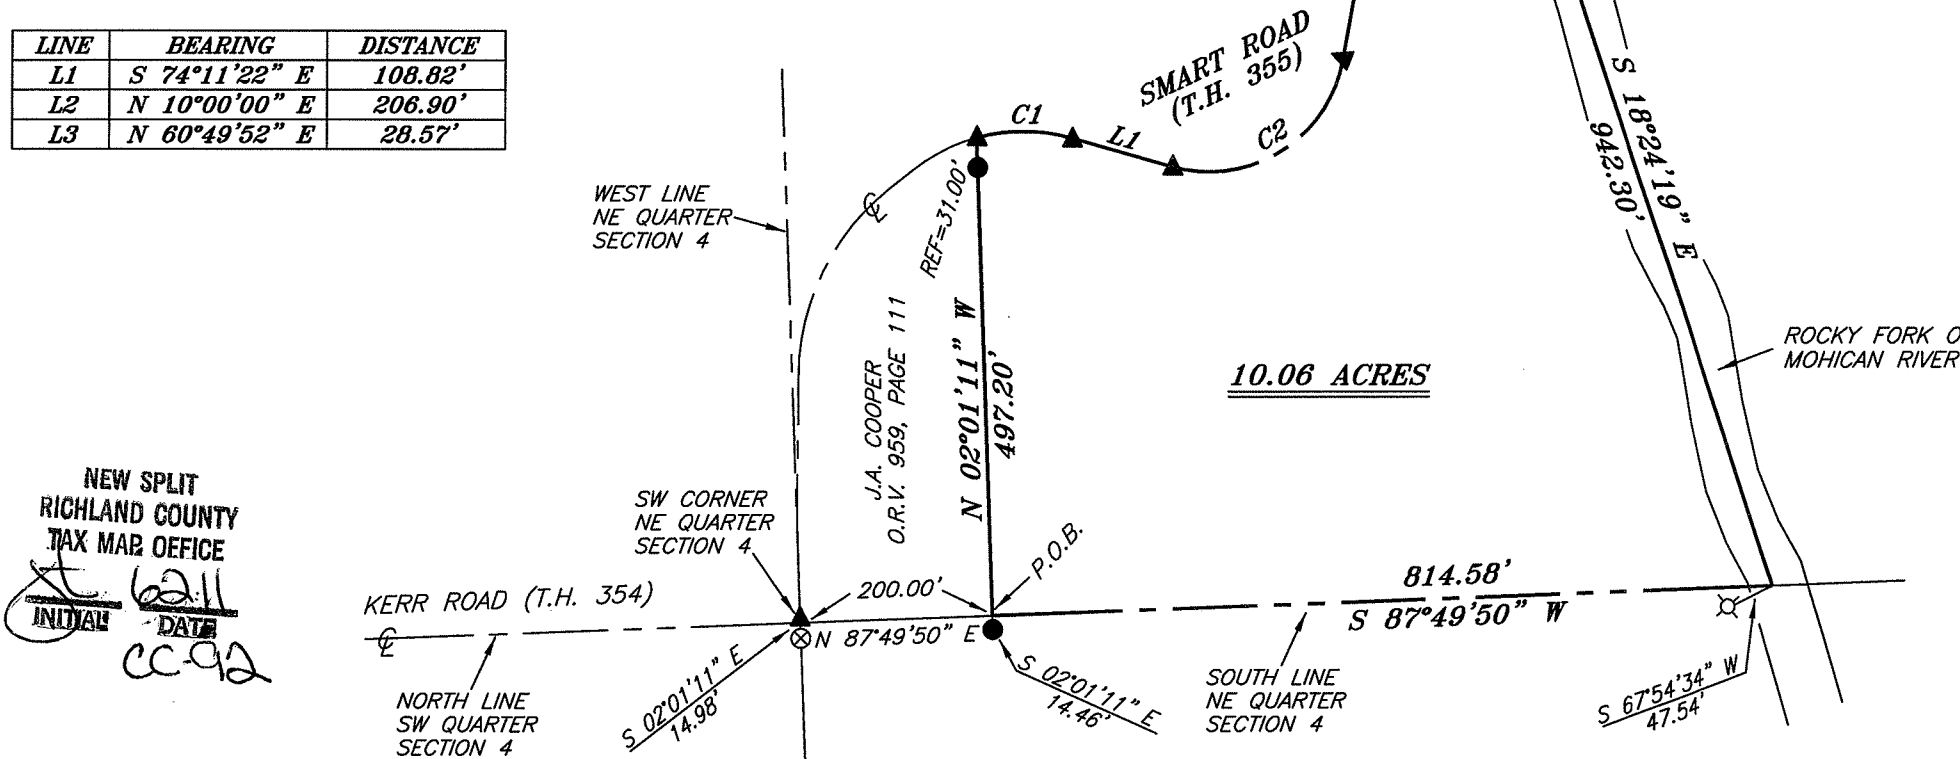 LINE BEARING DISTANCE
L1 S 74°11'22" E 108.82'
L2 N 10°00'00" E 206.90'
L3 N 60°49'52" E 28.57'
SMART ROAD
(T.H. 355)
C1
L1
C2
S 18°24'19" E
942.30'
WEST LINE
NE QUARTER
SECTION 4
REF=31.00'
J.A. COOPER
O.R.V. 959, PAGE 111
N 02°01'11" W
497.20'
10.06 ACRES
ROCKY FORK O
MOHICAN RIVER
NEW SPLIT
RICHLAND COUNTY
TAX MAP OFFICE
6-2-11
INITIAL DATE
CC-92
SW CORNER
NE QUARTER
SECTION 4
KERR ROAD (T.H. 354)
200.00'
P.O.B.
N 87°49'50" E
814.58'
S 87°49'50" W
NORTH LINE
SW QUARTER
SECTION 4
S 02°01'11" E
14.98'
S 02°01'11" E
14.46'
SOUTH LINE
NE QUARTER
SECTION 4
S 67°54'34" W
47.54'